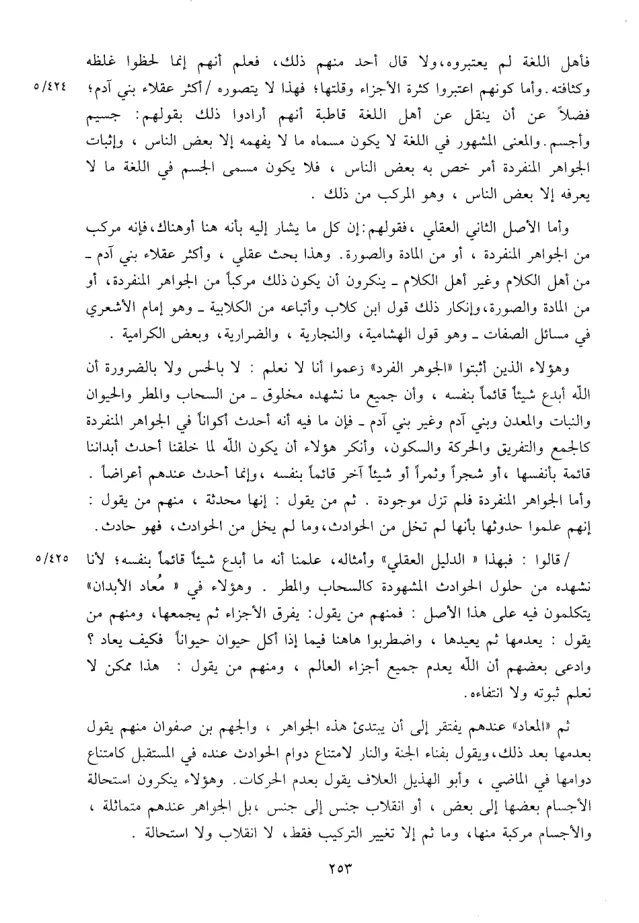 فأهل اللغة لم يعتبروه، ولا قال أحد منهم ذلك، فعلم أنهم إنما لحظوا غلظه
وكثافته. وأما كونهم اعتبروا كثرة الأجزاء وقلتها؛ فهذا لا يتصوره / أكثر عقلاء بني آدم؛ ٥/٤٢٤
فضلاً عن أن ينقل عن أهل اللغة قاطبة أنهم أرادوا ذلك بقولهم: جسيم
وأجسم. والمعنى المشهور في اللغة لا يكون مسماه ما لا يفهمه إلا بعض الناس ، وإثبات
الجواهر المنفردة أمر خص به بعض الناس ، فلا يكون مسمى الجسم في اللغة ما لا
يعرفه إلا بعض الناس ، وهو المركب من ذلك .
وأما الأصل الثاني العقلي ، فقولهم: إن كل ما يشار إليه بأنه هنا أوهناك، فإنه مركب
من الجواهر المنفردة ، أو من المادة والصورة. وهذا بحث عقلي ، وأكثر عقلاء بني آدم ـ
من أهل الكلام وغير أهل الكلام ـ ينكرون أن يكون ذلك مركباً من الجواهر المنفردة، أو
من المادة والصورة، وإنكار ذلك قول ابن كلاب وأتباعه من الكلابية ـ وهو إمام الأشعري
في مسائل الصفات ـ وهو قول الهشامية، والنجارية ، والضرارية، وبعض الكرامية .
وهؤلاء الذين أثبتوا «الجوهر الفرد» زعموا أنا لا نعلم : لا بالحس ولا بالضرورة أن
الله أبدع شيئاً قائماً بنفسه ، وأن جميع ما نشهده مخلوق ـ من السحاب والمطر والحيوان
والنبات والمعدن وبني آدم وغير بني آدم ـ فإن ما فيه أنه أحدث أكواناً في الجواهر المنفردة
كالجمع والتفريق والحركة والسكون، وأنكر هؤلاء أن يكون الله لما خلقنا أحدث أبداننا
قائمة بأنفسها ، أو شجراً وثمراً أو شيئاً آخر قائماً بنفسه ، وإنما أحدث عندهم أعراضاً .
وأما الجواهر المنفردة فلم تزل موجودة . ثم من يقول : إنها محدثة ، منهم من يقول :
إنهم علموا حدوثها بأنها لم تخل من الحوادث، وما لم يخل من الحوادث، فهو حادث.
/ قالوا : فبهذا « الدليل العقلي» وأمثاله، علمنا أنه ما أبدع شيئاً قائماً بنفسه؛ لأنا ٥/٤٢٥
نشهده من حلول الحوادث المشهودة كالسحاب والمطر . وهؤلاء في « مُعاد الأبدان»
يتكلمون فيه على هذا الأصل : فمنهم من يقول: يفرق الأجزاء ثم يجمعها، ومنهم من
يقول : يعدمها ثم يعيدها ، واضطربوا هاهنا فيما إذا أكل حيوان حيواناً فكيف يعاد ؟
وادعى بعضهم أن الله يعدم جميع أجزاء العالم ، ومنهم من يقول : هذا ممكن لا
نعلم ثبوته ولا انتفاءه.
ثم «المعاد» عندهم يفتقر إلى أن يبتدئ هذه الجواهر ، والجهم بن صفوان منهم يقول
بعدمها بعد ذلك، ويقول بفناء الجنة والنار لامتناع دوام الحوادث عنده في المستقبل كامتناع
دوامها في الماضي ، وأبو الهذيل العلاف يقول بعدم الحركات. وهؤلاء ينكرون استحالة
الأجسام بعضها إلى بعض ، أو انقلاب جنس إلى جنس ، بل الجواهر عندهم متماثلة ،
والأجسام مركبة منها، وما ثم إلا تغيير التركيب فقط، لا انقلاب ولا استحالة .
٢٥٣